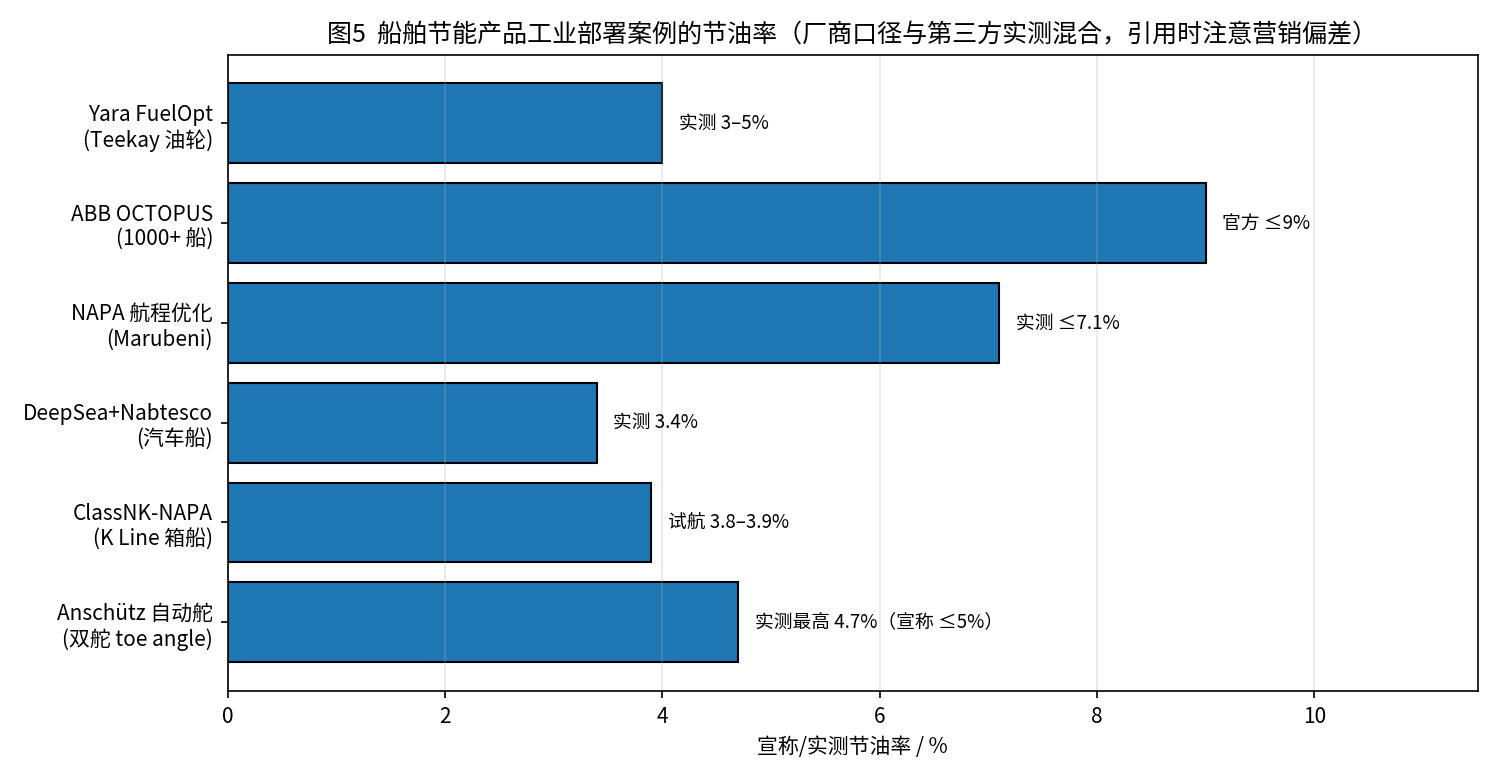 图5 船舶节能产品工业部署案例的节油率（厂商口径与第三方实测混合，引用时注意营销偏差）
Yara FuelOpt
(Teekay 油轮)
实测 3–5%
ABB OCTOPUS
(1000+ 船)
官方 ≤9%
NAPA 航程优化
(Marubeni)
实测 ≤7.1%
DeepSea+Nabtesco
(汽车船)
实测 3.4%
ClassNK-NAPA
(K Line 箱船)
试航 3.8–3.9%
Anschütz 自动舵
(双舵 toe angle)
实测最高 4.7%（宣称 ≤5%）
0 2 4 6 8 10
宣称/实测节油率 / %